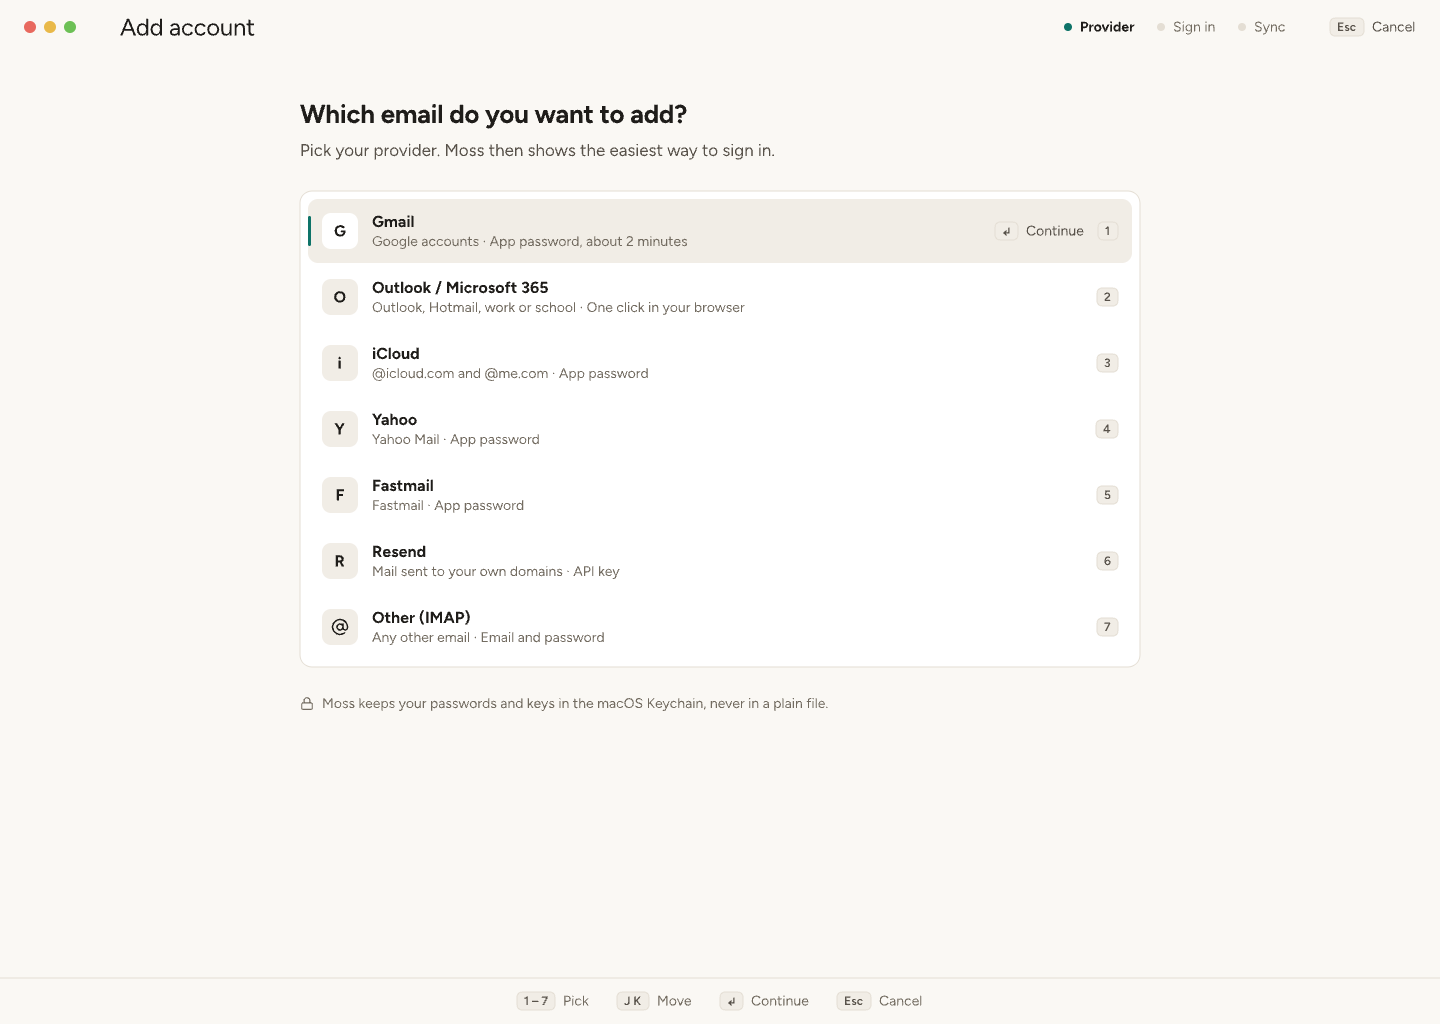 Add account
Provider
Sign in
Sync
Esc Cancel
Which email do you want to add?
Pick your provider. Moss then shows the easiest way to sign in.
G
Gmail
Google accounts · App password, about 2 minutes
↵ Continue 1
O
Outlook / Microsoft 365
Outlook, Hotmail, work or school · One click in your browser
2
i
iCloud
@icloud.com and @me.com · App password
3
Y
Yahoo
Yahoo Mail · App password
4
F
Fastmail
Fastmail · App password
5
R
Resend
Mail sent to your own domains · API key
6
@
Other (IMAP)
Any other email · Email and password
7
Moss keeps your passwords and keys in the macOS Keychain, never in a plain file.
1–7 Pick J K Move ↵ Continue Esc Cancel